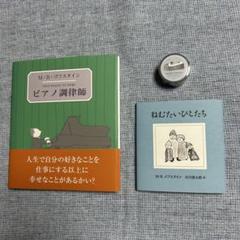 M・B・ゴフスタイン
ピアノ調律師
人生で自分の好きなことを
仕事にする以上に
幸せなことがあるかい?
ねむたいひとたち
M・B・ゴフスタイン